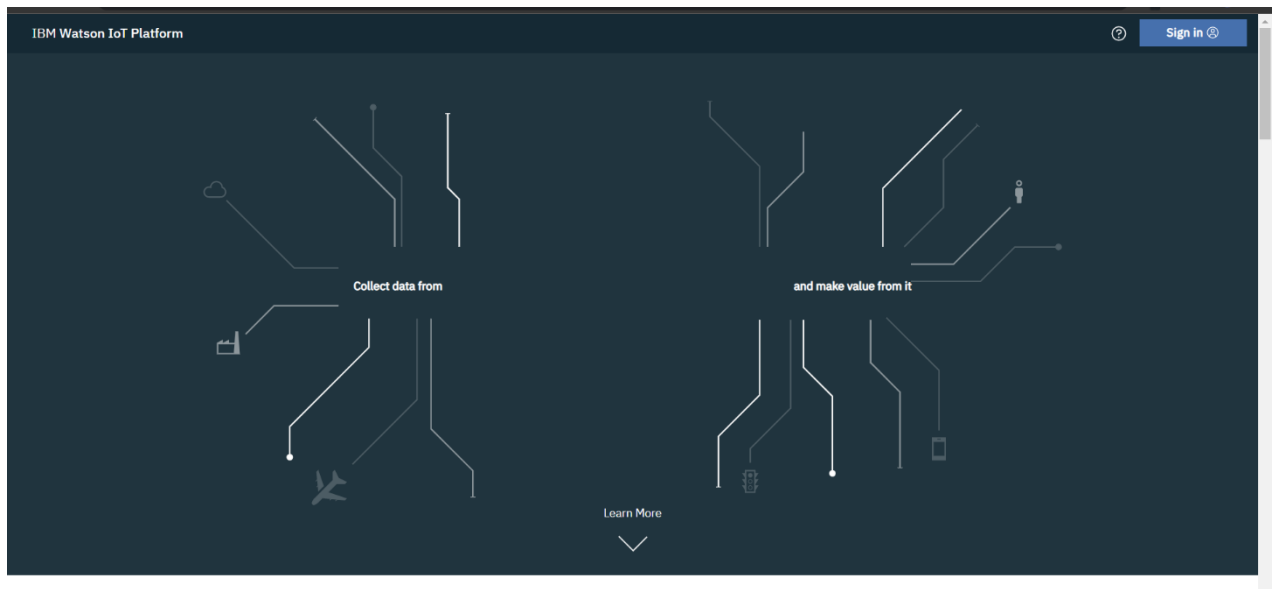 IBM Watson IoT Platform
Sign in
Collect data from
and make value from it
Learn More